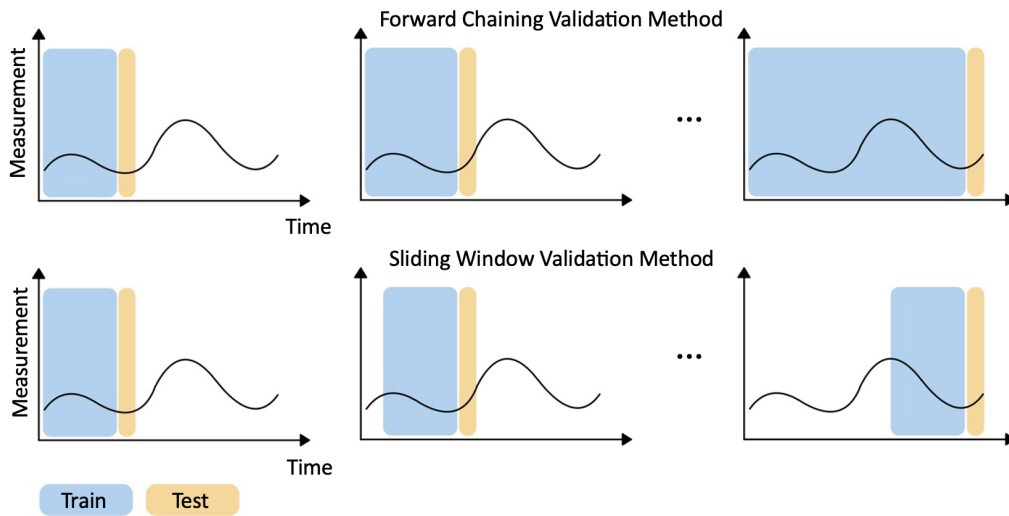 Forward Chaining Validation Method
Measurement
...
Time
Sliding Window Validation Method
Measurement
...
Time
Train
Test